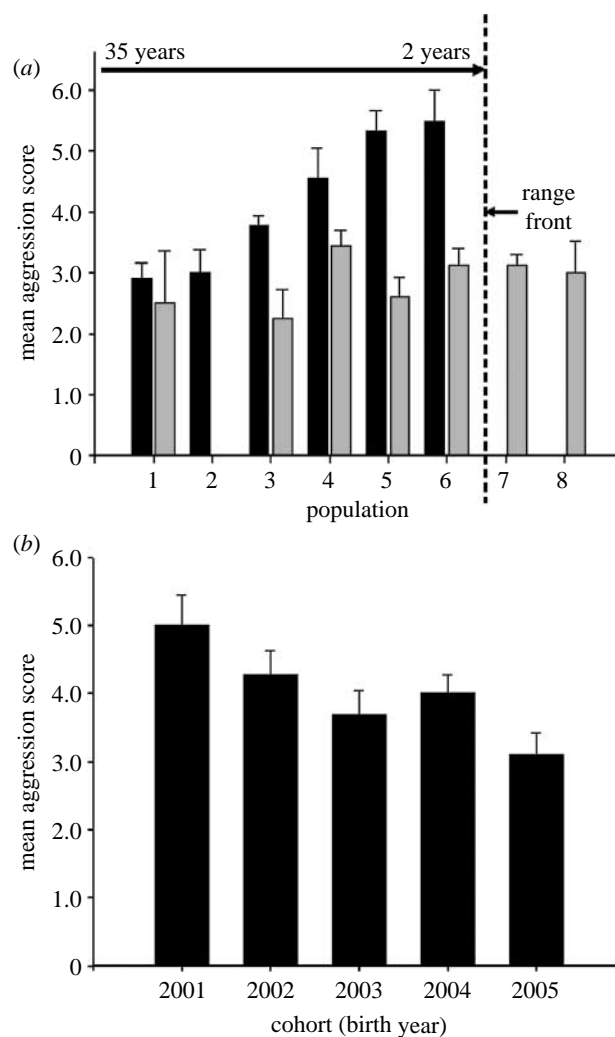 (a)
35 years
2 years
6.0
5.0
4.0
3.0
2.0
1.0
0
mean aggression score
range
front
1 2 3 4 5 6 7 8
population
(b)
6.0
5.0
4.0
3.0
2.0
1.0
0
mean aggression score
2001 2002 2003 2004 2005
cohort (birth year)